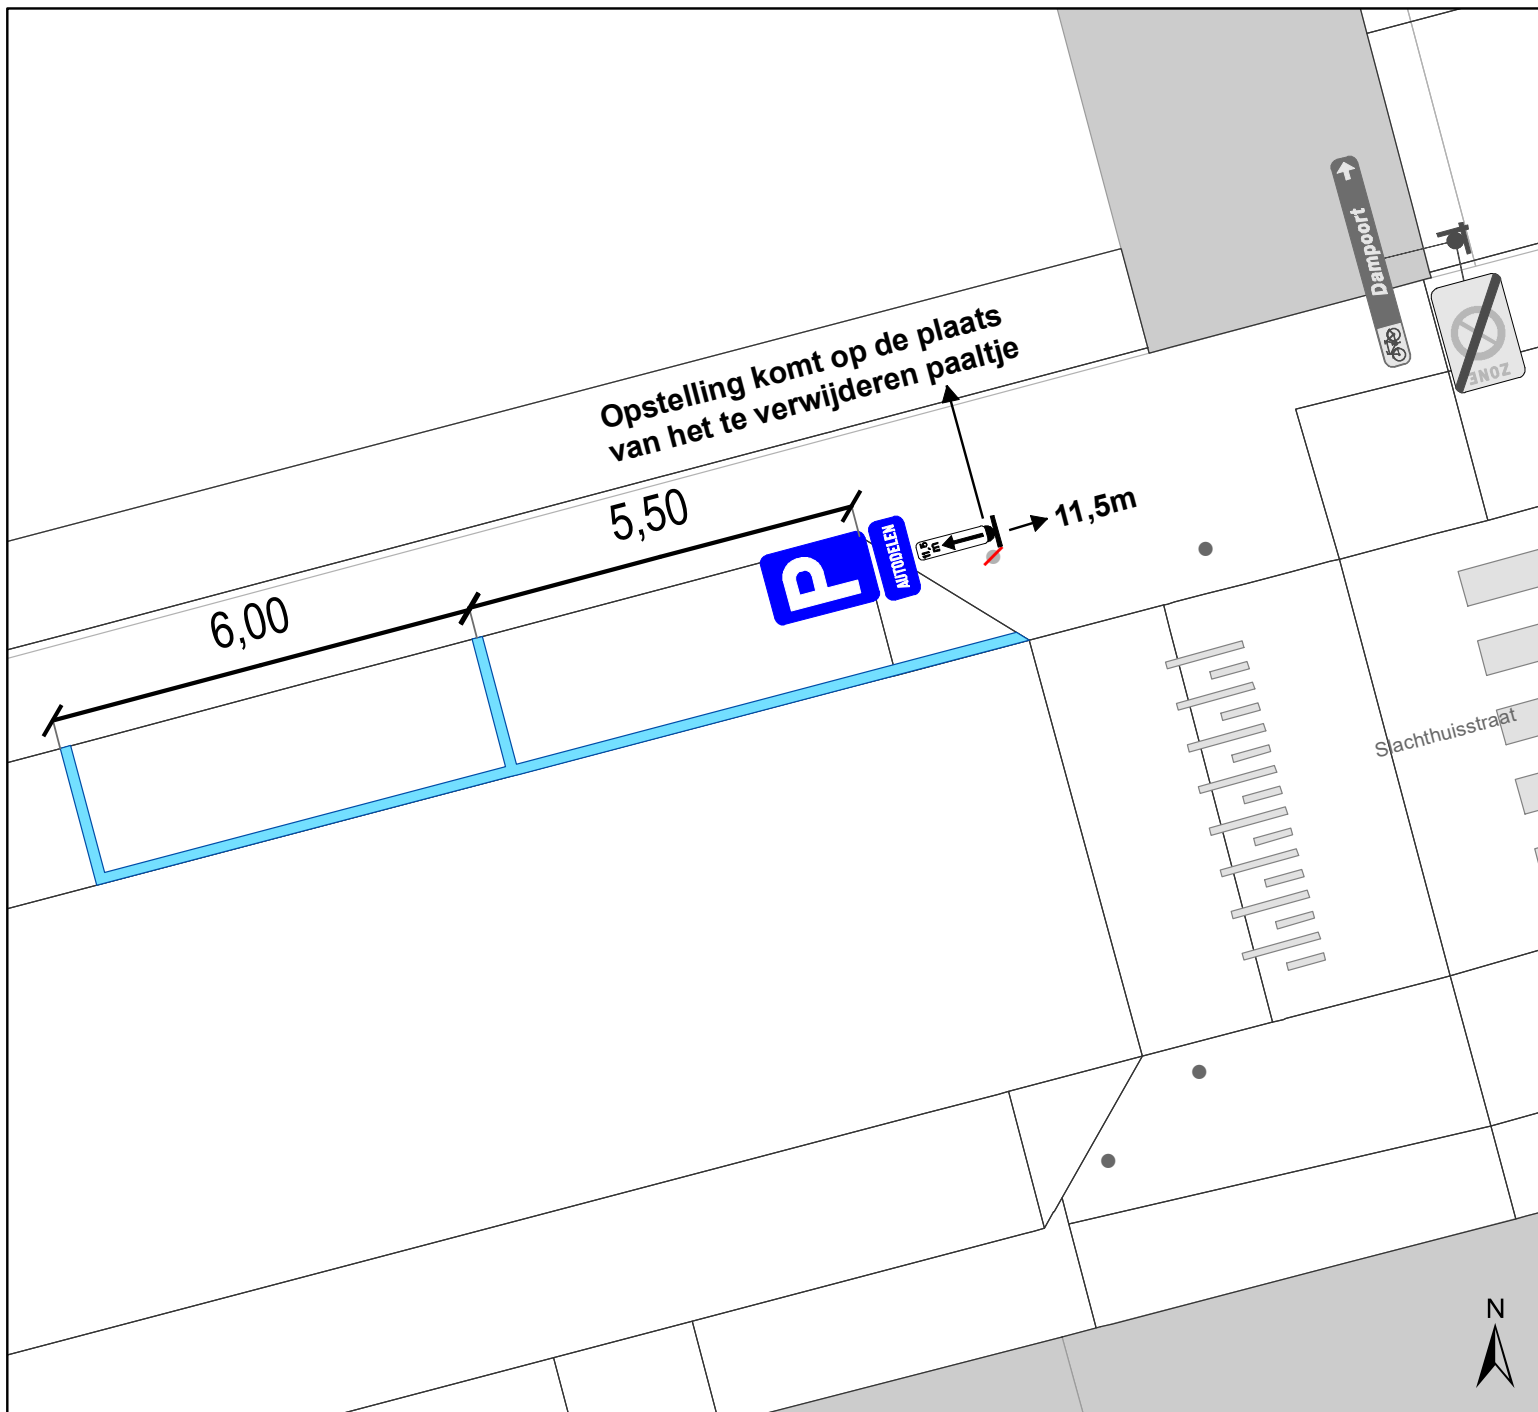 Dampoort
ZONE
Opstelling komt op de plaats
van het te verwijderen paaltje
5,50
11,5m
P
AUTODELEN
6,00
Slachthuisstraat
N